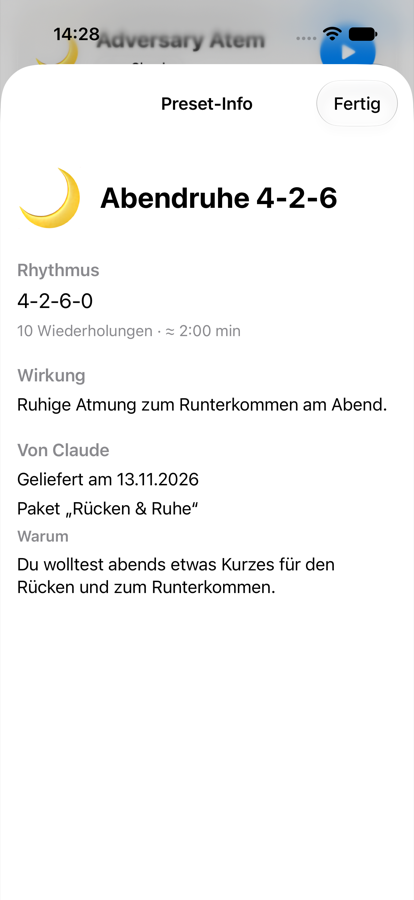 14:28
Adversary Atem
Preset-Info
Fertig
Abendruhe 4-2-6
Rhythmus
4-2-6-0
10 Wiederholungen · ≈ 2:00 min
Wirkung
Ruhige Atmung zum Runterkommen am Abend.
Von Claude
Geliefert am 13.11.2026
Paket „Rücken & Ruhe“
Warum
Du wolltest abends etwas Kurzes für den
Rücken und zum Runterkommen.